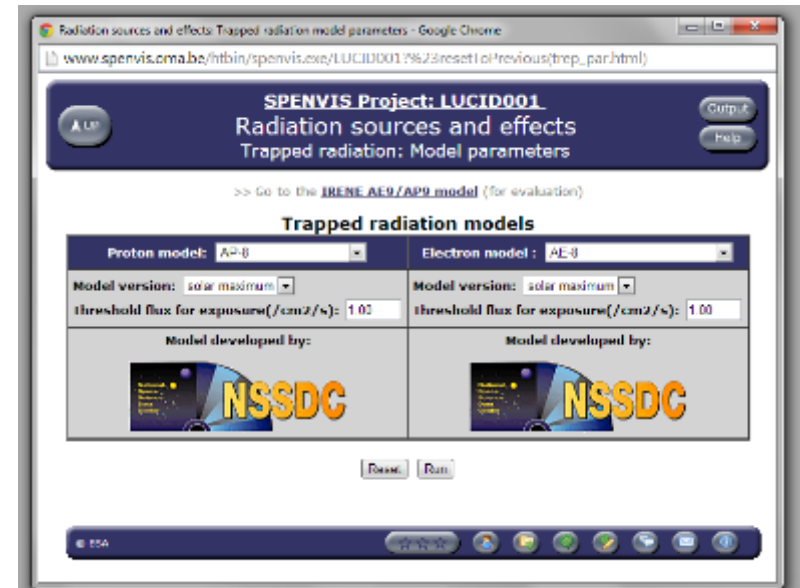 Radiation sources and effects: Trapped radiation model parameters - Google Chrome
www.spenvis.oma.be/htbin/spenvis.exe/LUCID001?%23resetToPrevious(trep_par.html)
SPENVIS Project: LUCID001
Output
UP
Radiation sources and effects
Help
Trapped radiation: Model parameters
>> Go to the IRENE AE9/AP9 model (for evaluation)
Trapped radiation models
Proton model: AP-8
Electron model : AE-8
Model version: solar maximum
Model version: solar maximum
Threshold flux for exposure(/cm2/s): 1.00
Threshold flux for exposure(/cm2/s): 1.00
Model developed by:
Model developed by:
NSSDC
NSSDC
Reset Run
© ESA